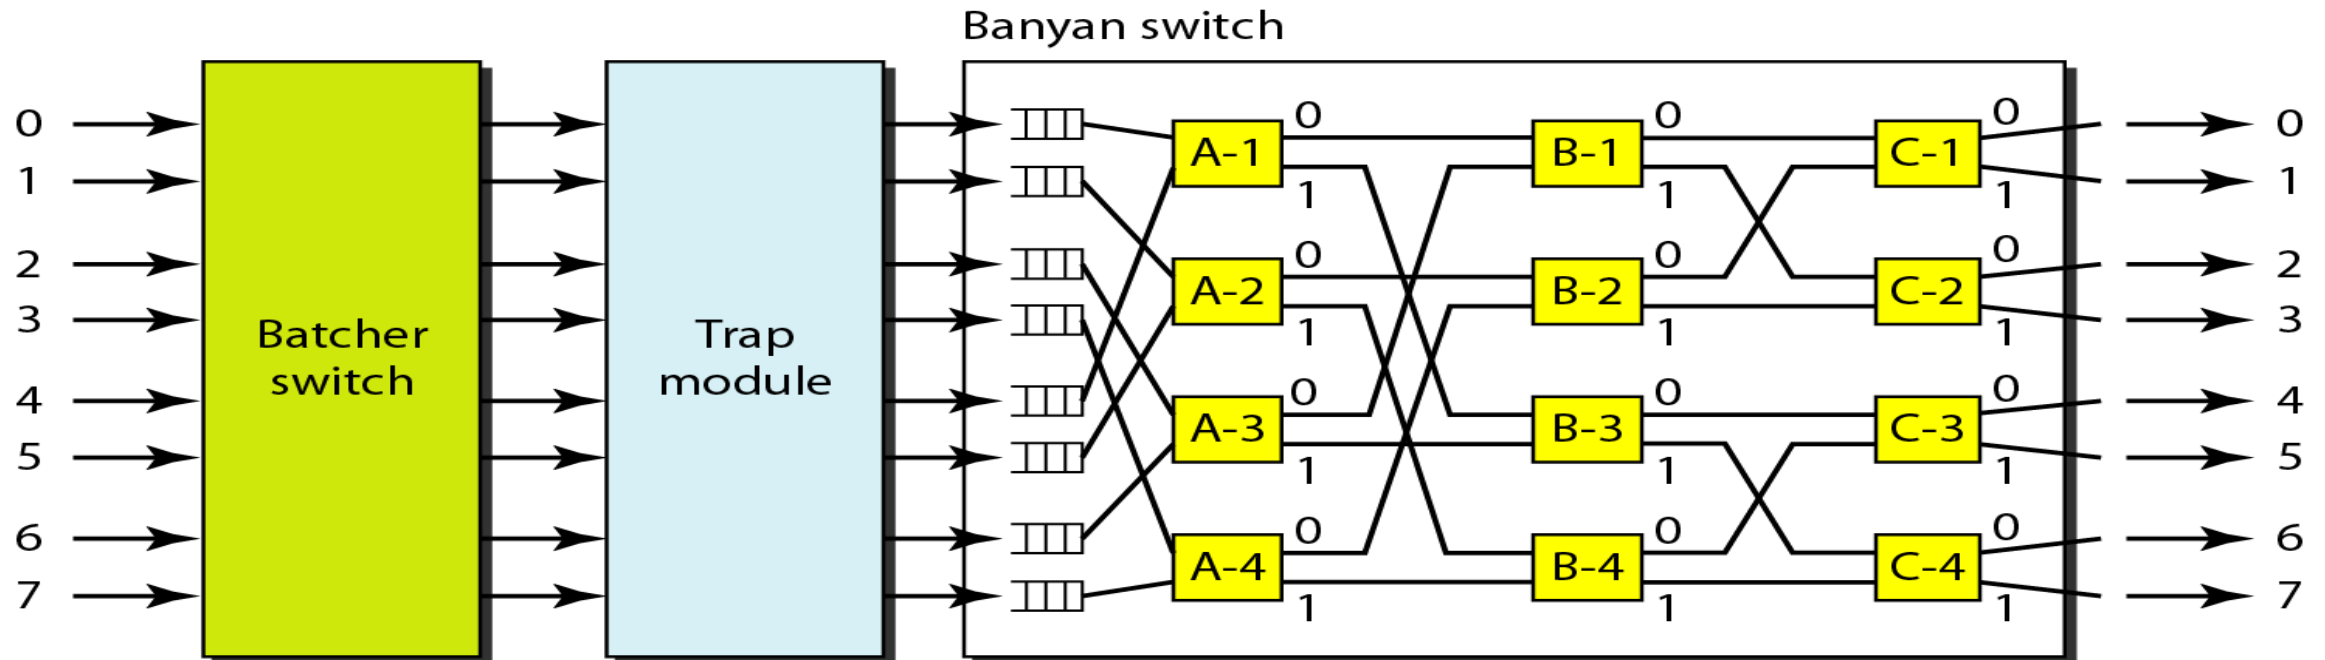 Banyan switch
0 0 0 0 0
A-1 B-1 C-1
1 1 1 1 1
2 0 0 0 2
A-2 B-2 C-2
3 1 1 1 3
Batcher switch
Trap module
4 0 0 0 4
A-3 B-3 C-3
5 1 1 1 5
6 0 0 0 6
A-4 B-4 C-4
7 1 1 1 7